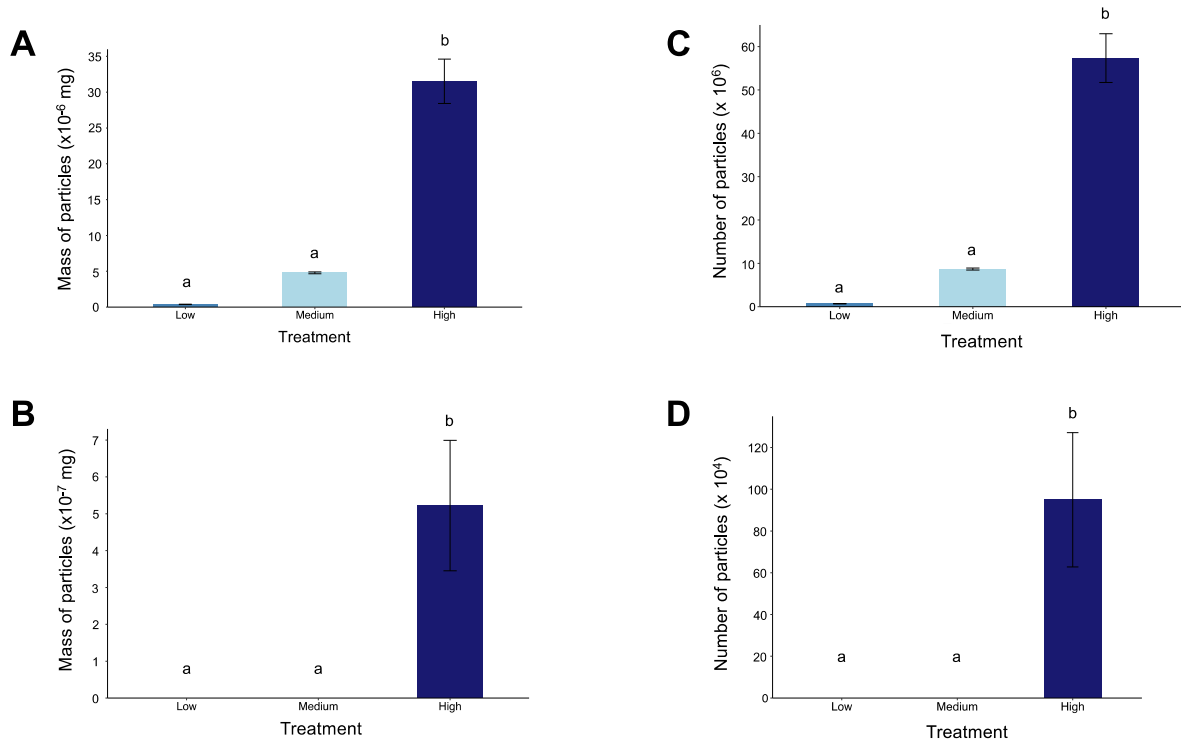 A
Mass of particles (x10⁻⁶ mg)
35
30
25
20
15
10
5
0
a
a
b
Low Medium High
Treatment
C
Number of particles (x 10⁶)
60
50
40
30
20
10
0
a
a
b
Low Medium High
Treatment
B
Mass of particles (x10⁻⁷ mg)
7
6
5
4
3
2
1
0
a
a
b
Low Medium High
Treatment
D
Number of particles (x 10⁴)
120
100
80
60
40
20
0
a
a
b
Low Medium High
Treatment